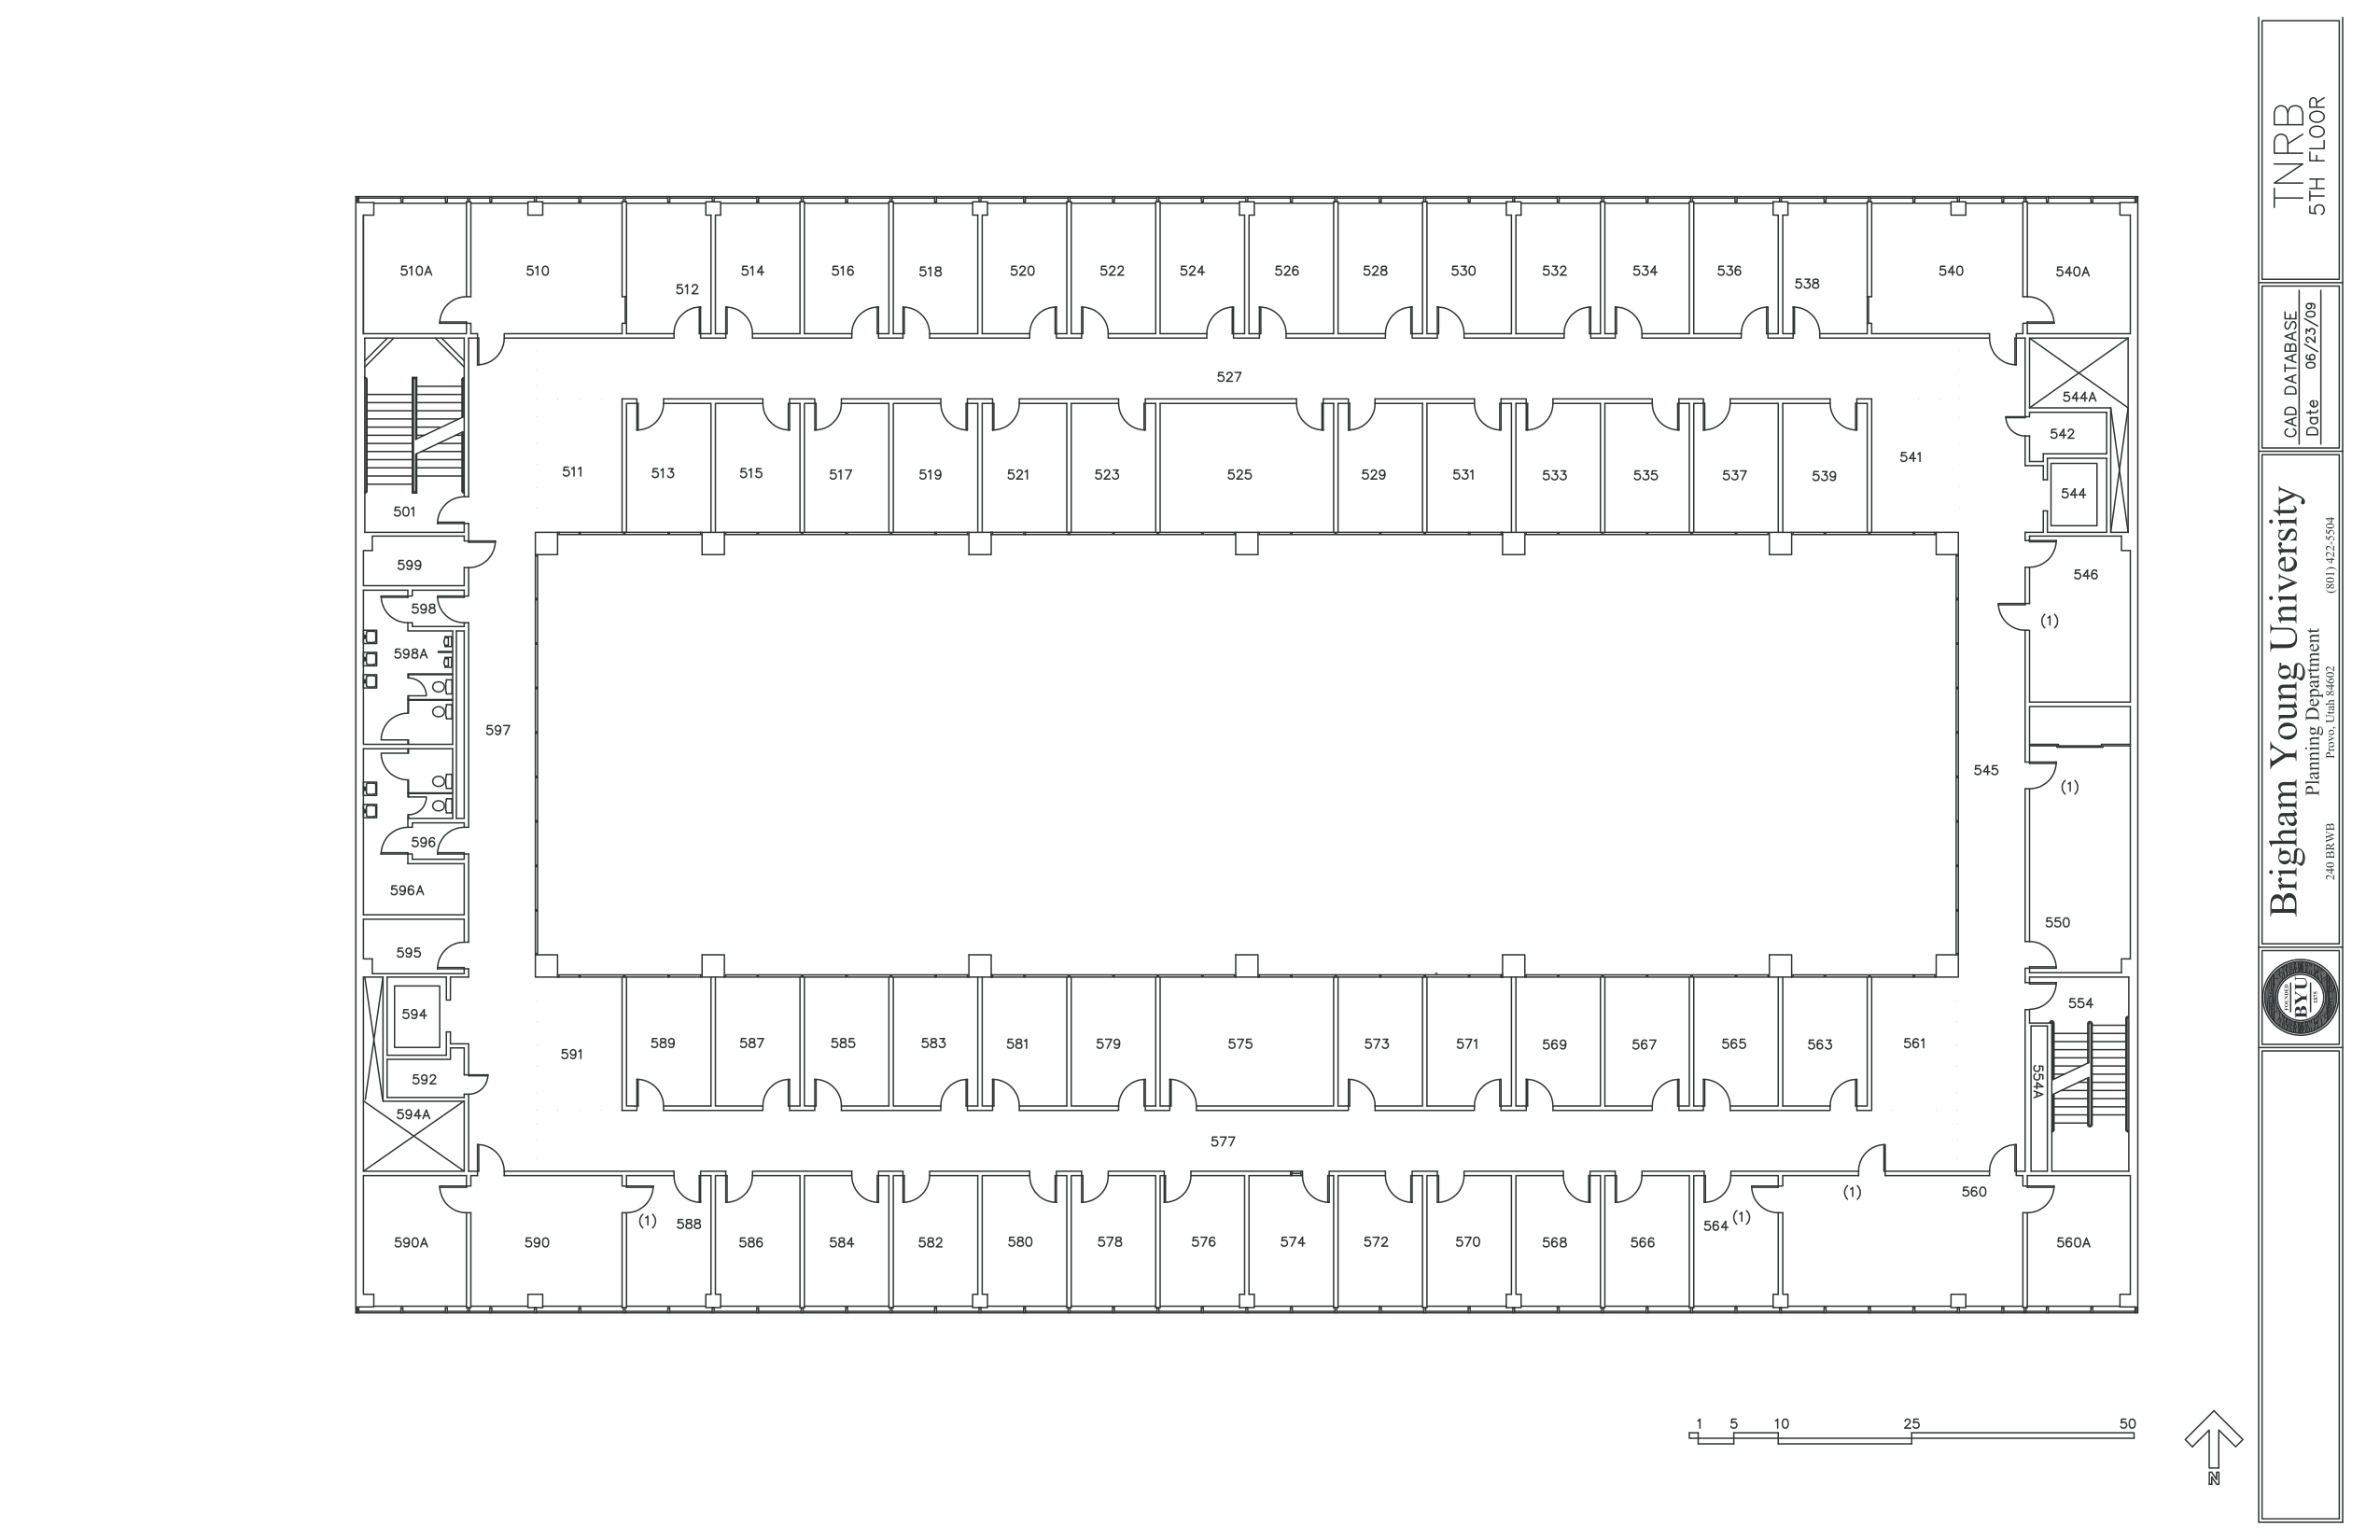 510A 510 512 514 516 518 520 522 524 526 528 530 532 534 536 538 540 540A
527
544A
542
511 513 515 517 519 521 523 525 529 531 533 535 537 539 541
544
501
599
546
598
(1)
598A
597
545
(1)
596
596A
550
595
554
594
591 589 587 585 583 581 579 575 573 571 569 567 565 563 561
592
554A
594A
577
(1) 560
(1) 588 564 (1)
590A 590 586 584 582 580 578 576 574 572 570 568 566 560A
1 5 10 25 50
N
TNRB
5TH FLOOR
CAD DATABASE
Date 06/23/09
Brigham Young University
Planning Department
240 BRWB Provo, Utah 84602 (801) 422-5504
FOUNDED
BYU
1875